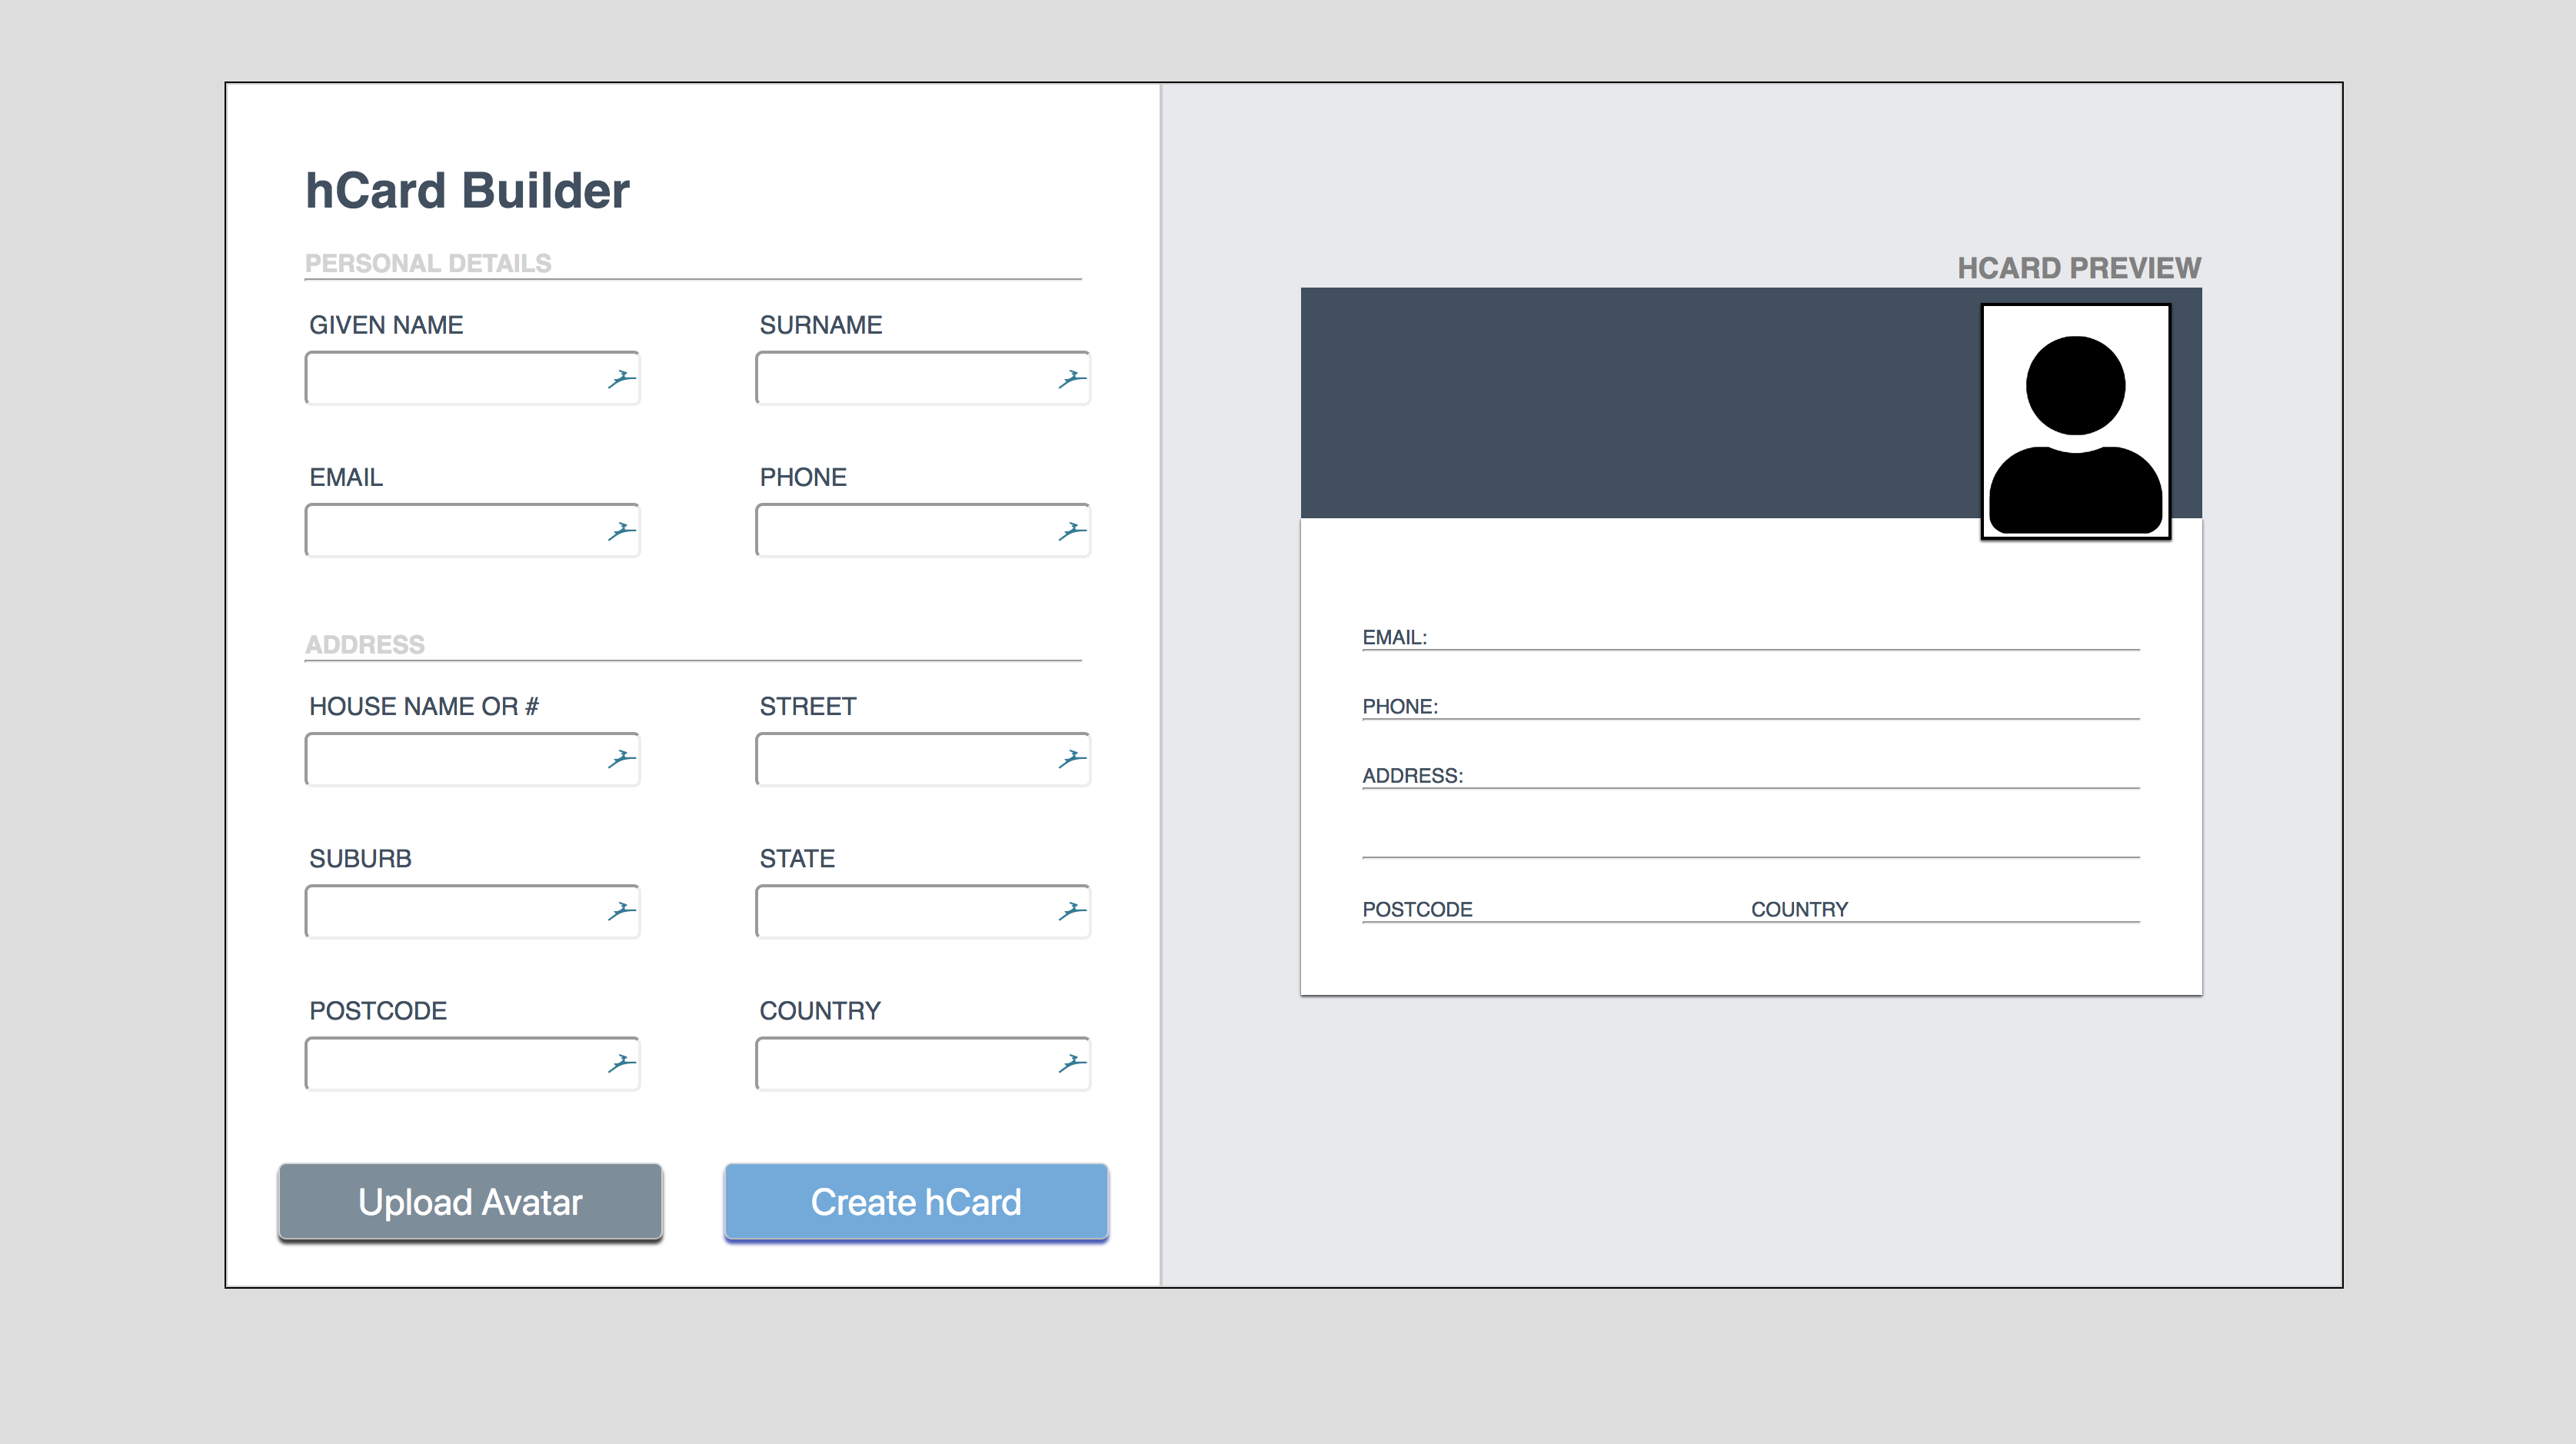 hCard Builder
PERSONAL DETAILS
GIVEN NAME
SURNAME
EMAIL
PHONE
ADDRESS
HOUSE NAME OR #
STREET
SUBURB
STATE
POSTCODE
COUNTRY
Upload Avatar
Create hCard
HCARD PREVIEW
EMAIL:
PHONE:
ADDRESS:
POSTCODE
COUNTRY